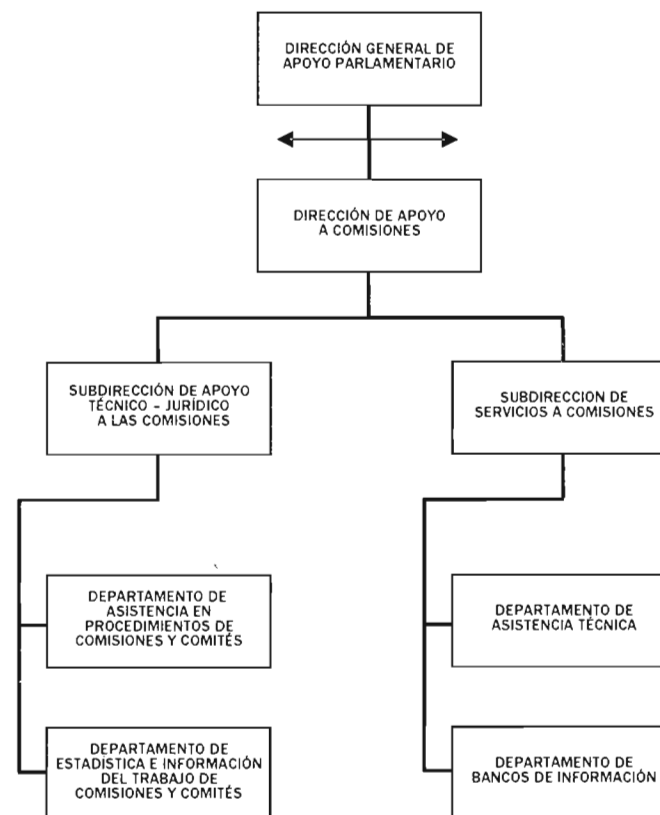 DIRECCIÓN GENERAL DE
APOYO PARLAMENTARIO
DIRECCIÓN DE APOYO
A COMISIONES
SUBDIRECCIÓN DE APOYO
TÉCNICO - JURÍDICO
A LAS COMISIONES
SUBDIRECCION DE
SERVICIOS A COMISIONES
DEPARTAMENTO DE
ASISTENCIA EN
PROCEDIMIENTOS DE
COMISIONES Y COMITÉS
DEPARTAMENTO DE
ASISTENCIA TÉCNICA
DEPARTAMENTO DE
ESTADÍSTICA E INFORMACIÓN
DEL TRABAJO DE
COMISIONES Y COMITÉS
DEPARTAMENTO DE
BANCOS DE INFORMACIÓN